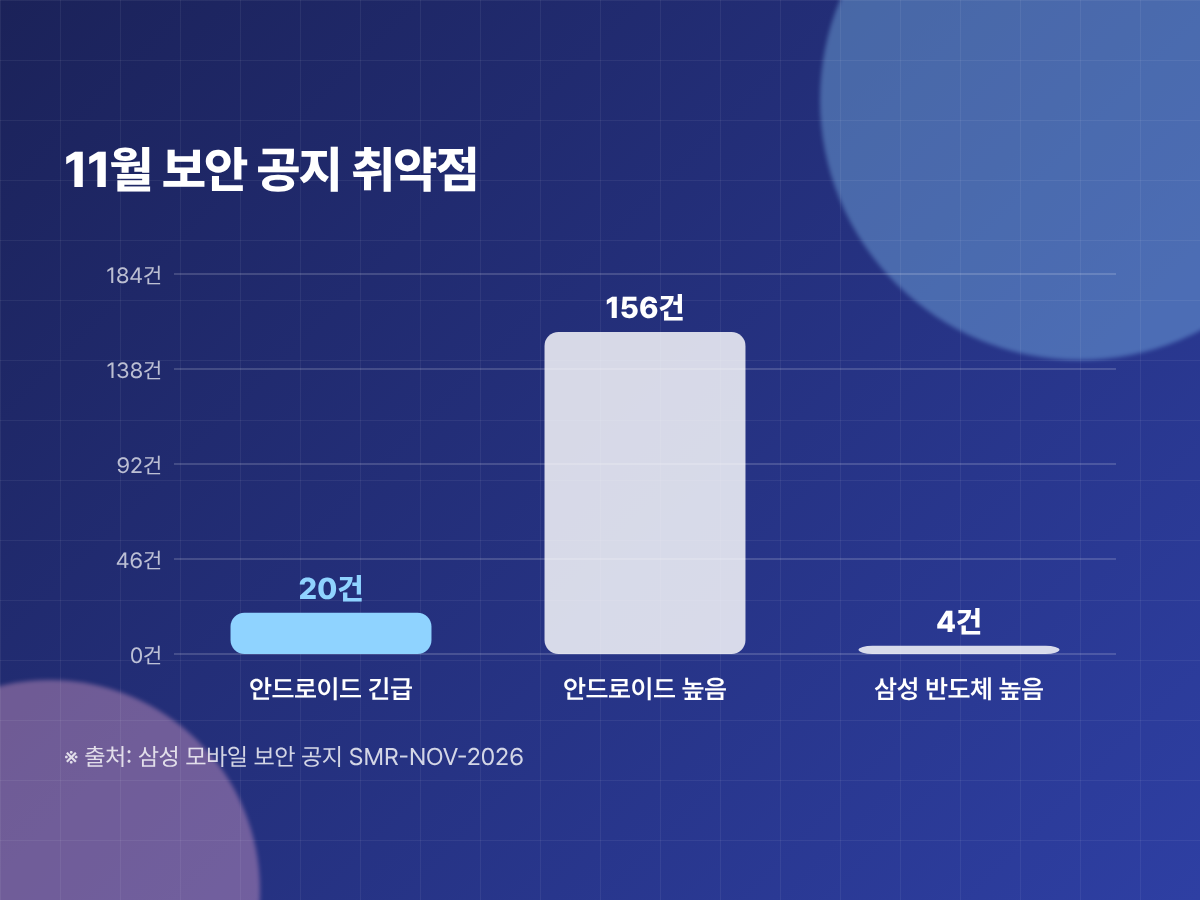 11월 보안 공지 취약점
184건
156건
138건
92건
46건
20건
4건
0건
안드로이드 긴급
안드로이드 높음
삼성 반도체 높음
※ 출처: 삼성 모바일 보안 공지 SMR-NOV-2026